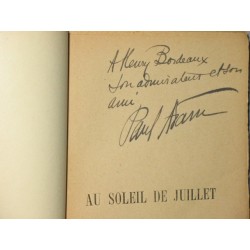 A Henry Bordeaux
son admirateur et son
ami
Paul Adam
AU SOLEIL DE JUILLET